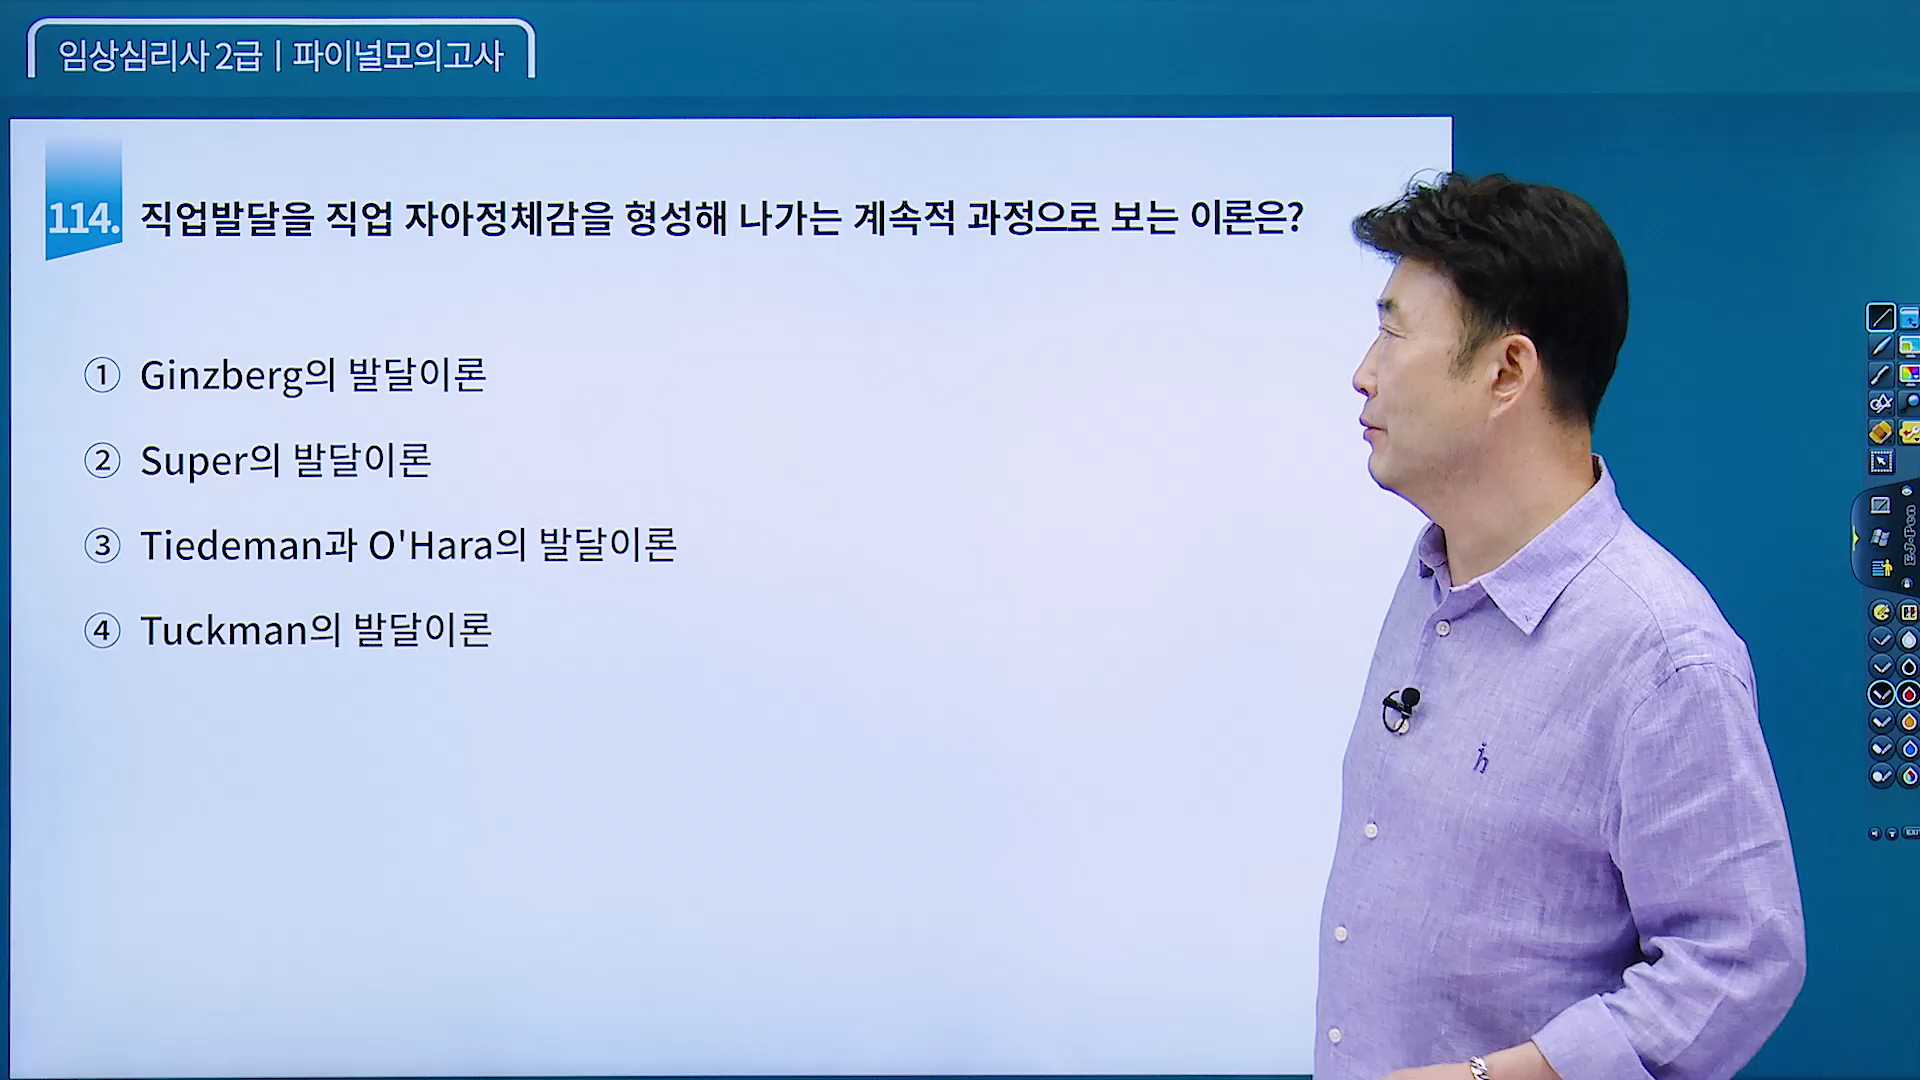 임상심리사 2급 | 파이널모의고사
114. 직업발달을 직업 자아정체감을 형성해 나가는 계속적 과정으로 보는 이론은?
① Ginzberg의 발달이론
② Super의 발달이론
③ Tiedeman과 O'Hara의 발달이론
④ Tuckman의 발달이론
h
EJ-Pen
EXI